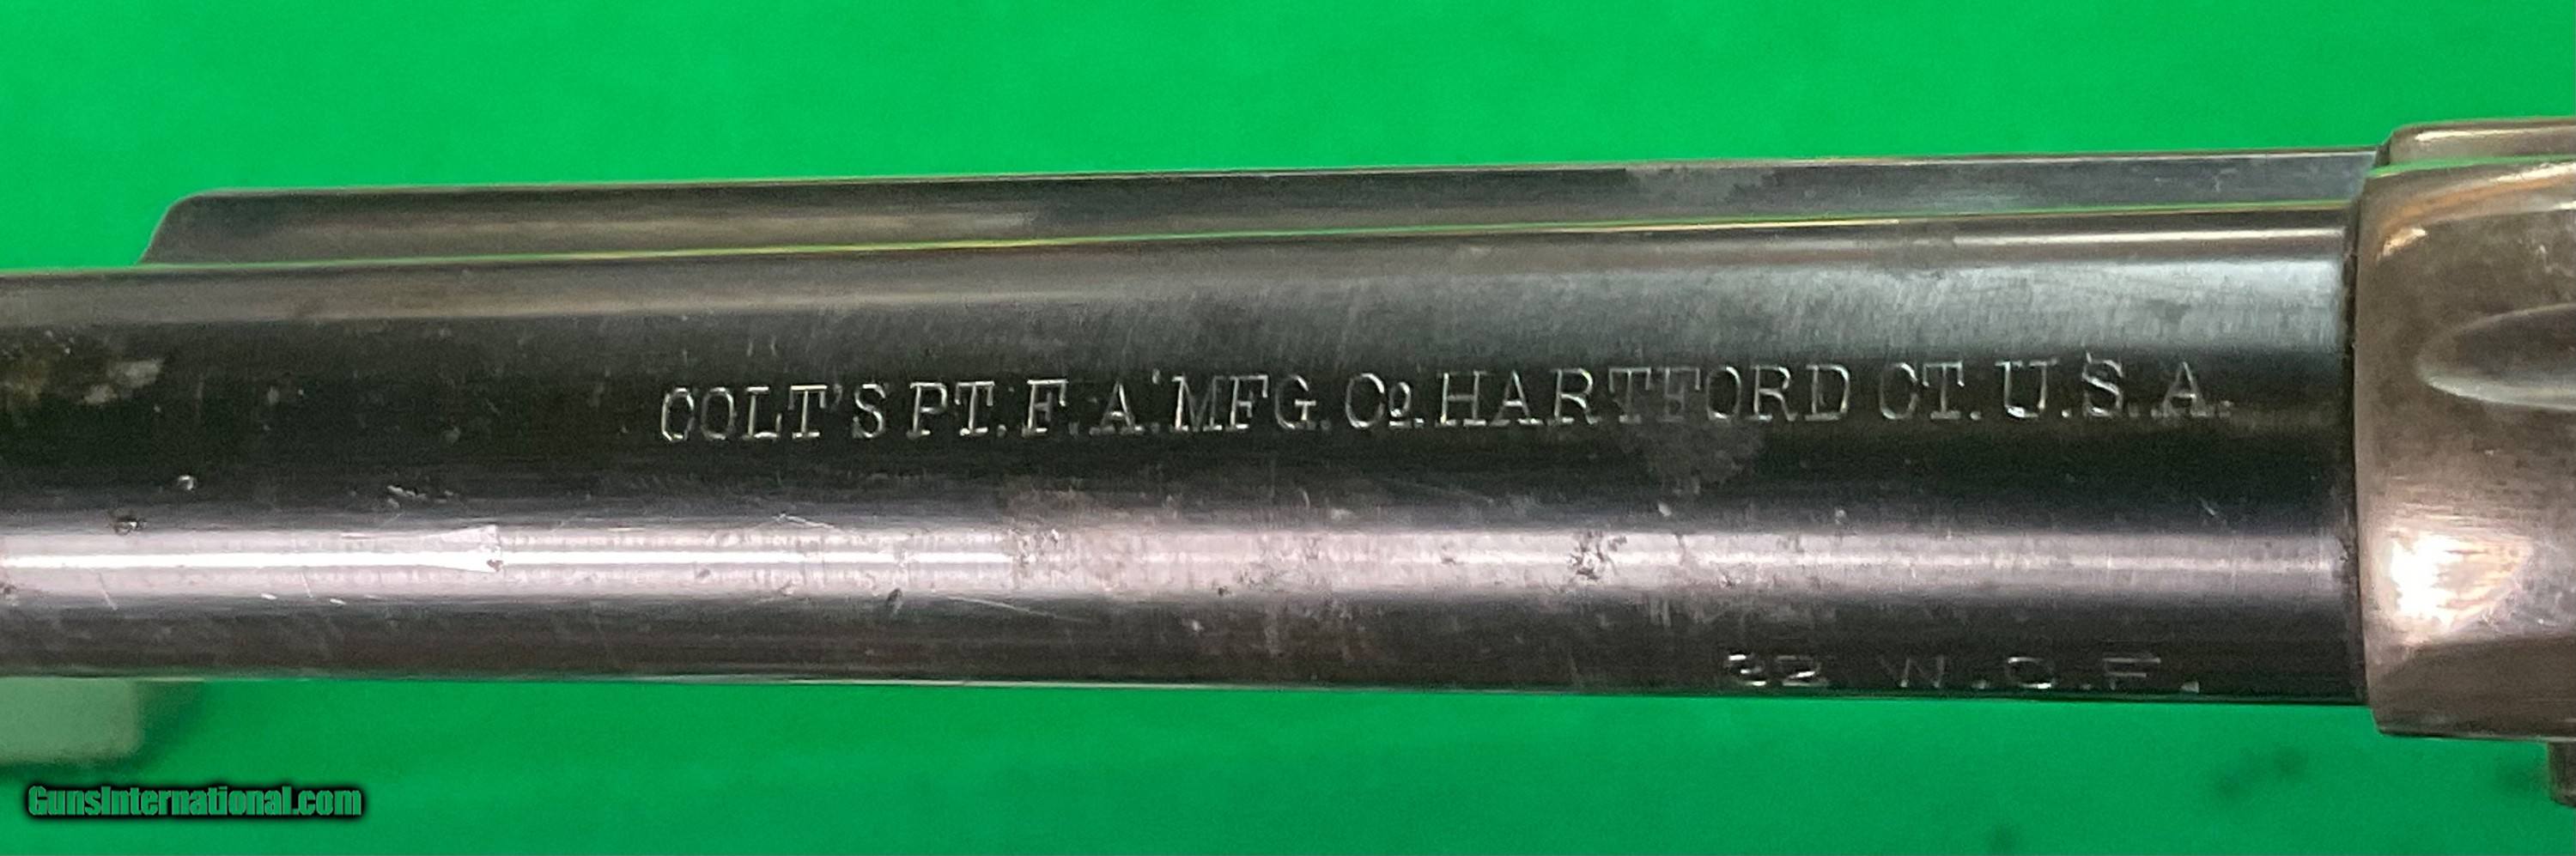 COLT'S PT. F. A. MFG. Co. HARTFORD CT. U.S.A.
32 W.C.F.
GunsInternational.com